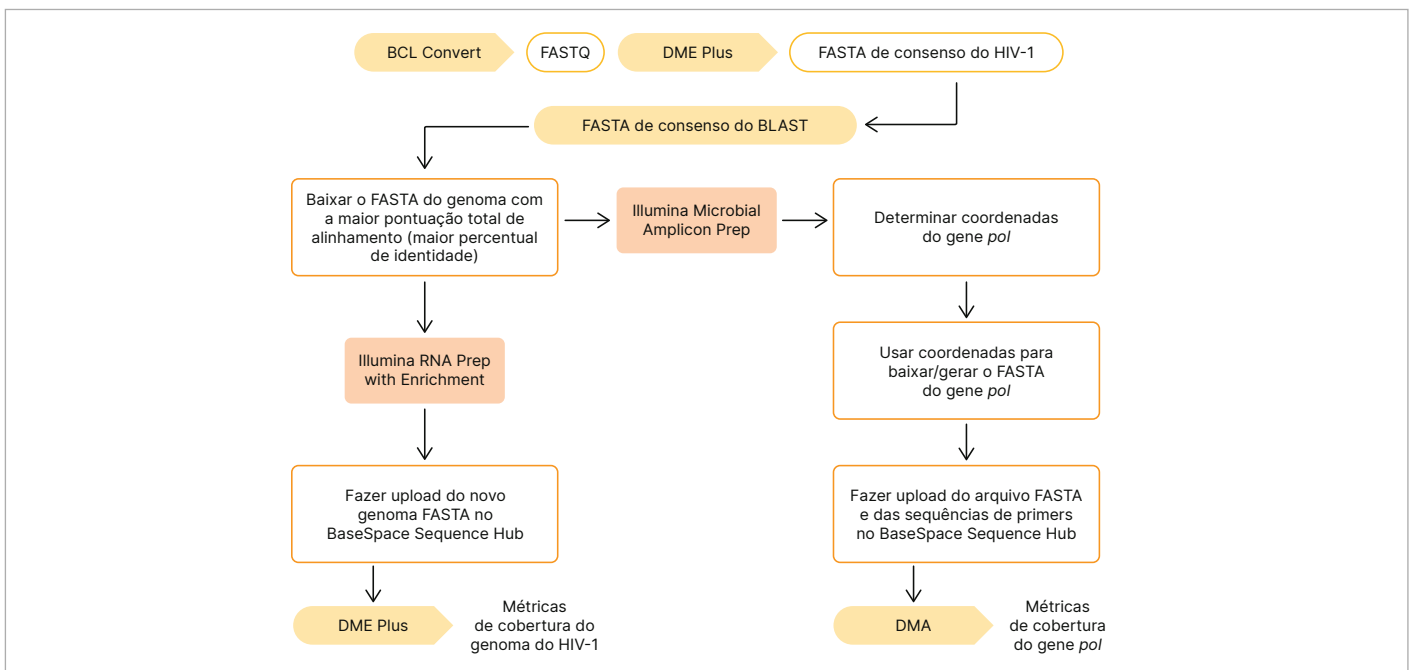 BCL Convert
FASTQ
DME Plus
FASTA de consenso do HIV-1
FASTA de consenso do BLAST
Baixar o FASTA do genoma com
a maior pontuação total de
alinhamento (maior percentual
de identidade)
Illumina Microbial
Amplicon Prep
Determinar coordenadas
do gene pol
Illumina RNA Prep
with Enrichment
Usar coordenadas para
baixar/gerar o FASTA
do gene pol
Fazer upload do novo
genoma FASTA no
BaseSpace Sequence Hub
Fazer upload do arquivo FASTA
e das sequências de primers
no BaseSpace Sequence Hub
DME Plus
Métricas
de cobertura do
genoma do HIV-1
DMA
Métricas
de cobertura
do gene pol